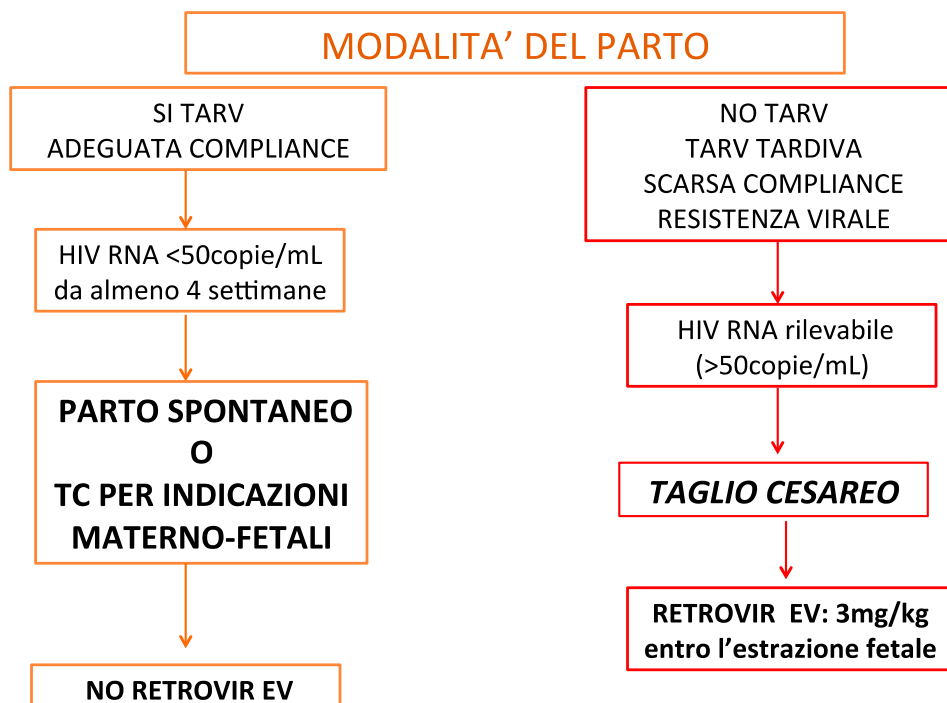 MODALITA’ DEL PARTO
SI TARV
ADEGUATA COMPLIANCE
HIV RNA <50copie/mL
da almeno 4 settimane
PARTO SPONTANEO
O
TC PER INDICAZIONI
MATERNO-FETALI
NO RETROVIR EV
NO TARV
TARV TARDIVA
SCARSA COMPLIANCE
RESISTENZA VIRALE
HIV RNA rilevabile
(>50copie/mL)
TAGLIO CESAREO
RETROVIR EV: 3mg/kg
entro l’estrazione fetale